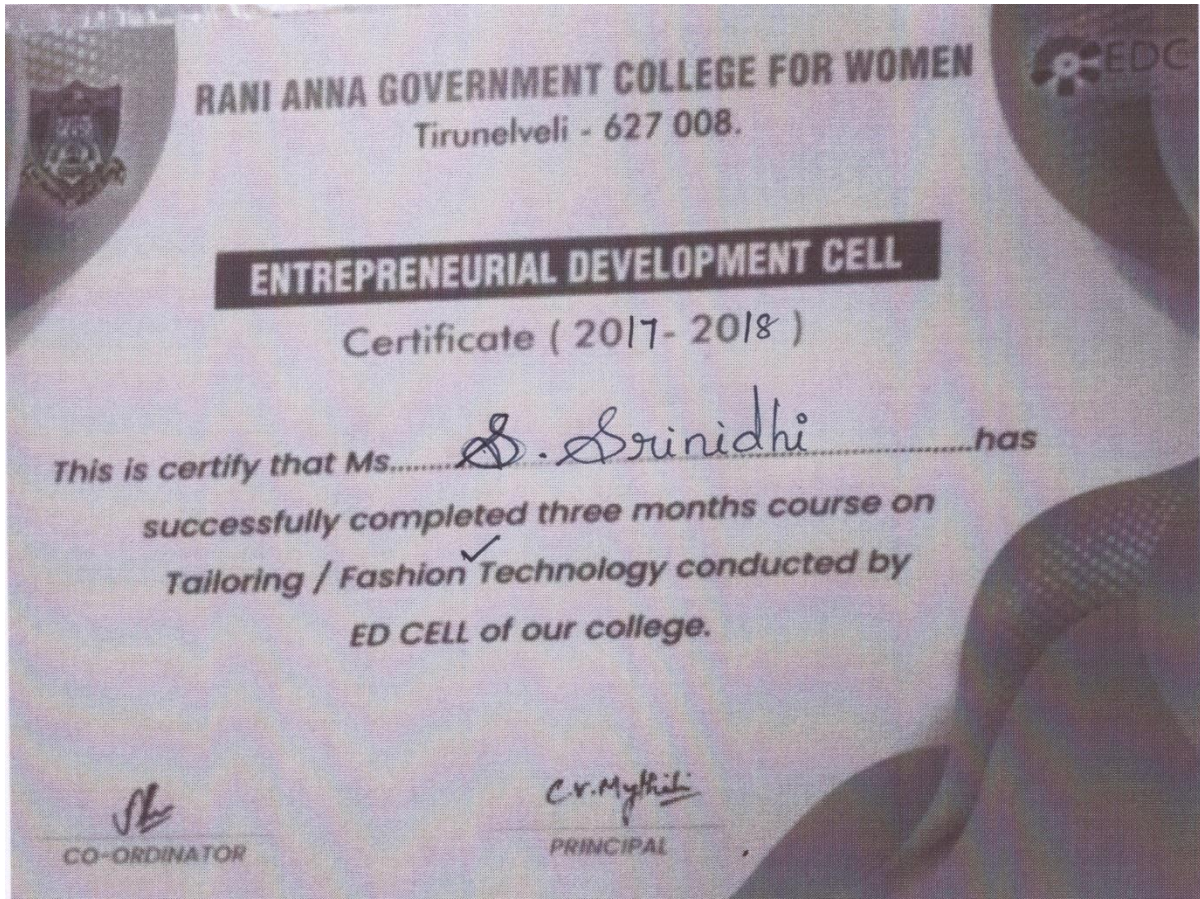 EDC
RANI ANNA GOVERNMENT COLLEGE FOR WOMEN
Tirunelveli - 627 008.
ENTREPRENEURIAL DEVELOPMENT CELL
Certificate ( 2017- 2018 )
This is certify that Ms........S. Srinidhi........has
successfully completed three months course on
Tailoring / Fashion Technology conducted by
ED CELL of our college.
C.V.Mythili
CO-ORDINATOR
PRINCIPAL